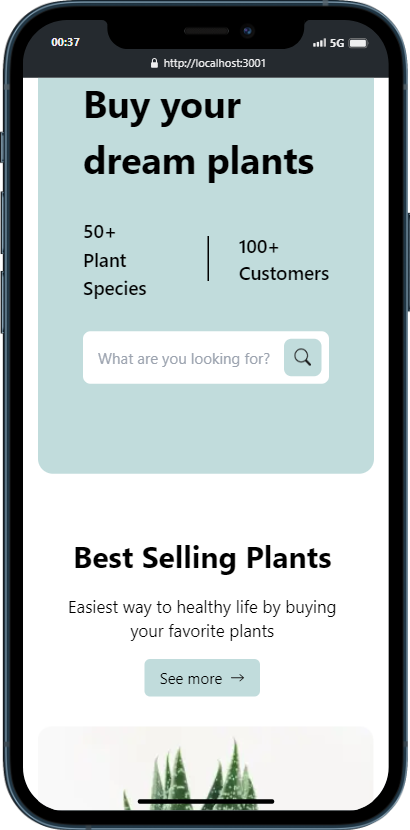 00:37
5G
http://localhost:3001
Buy your
dream plants
50+
Plant
Species
100+
Customers
What are you looking for?
Best Selling Plants
Easiest way to healthy life by buying
your favorite plants
See more